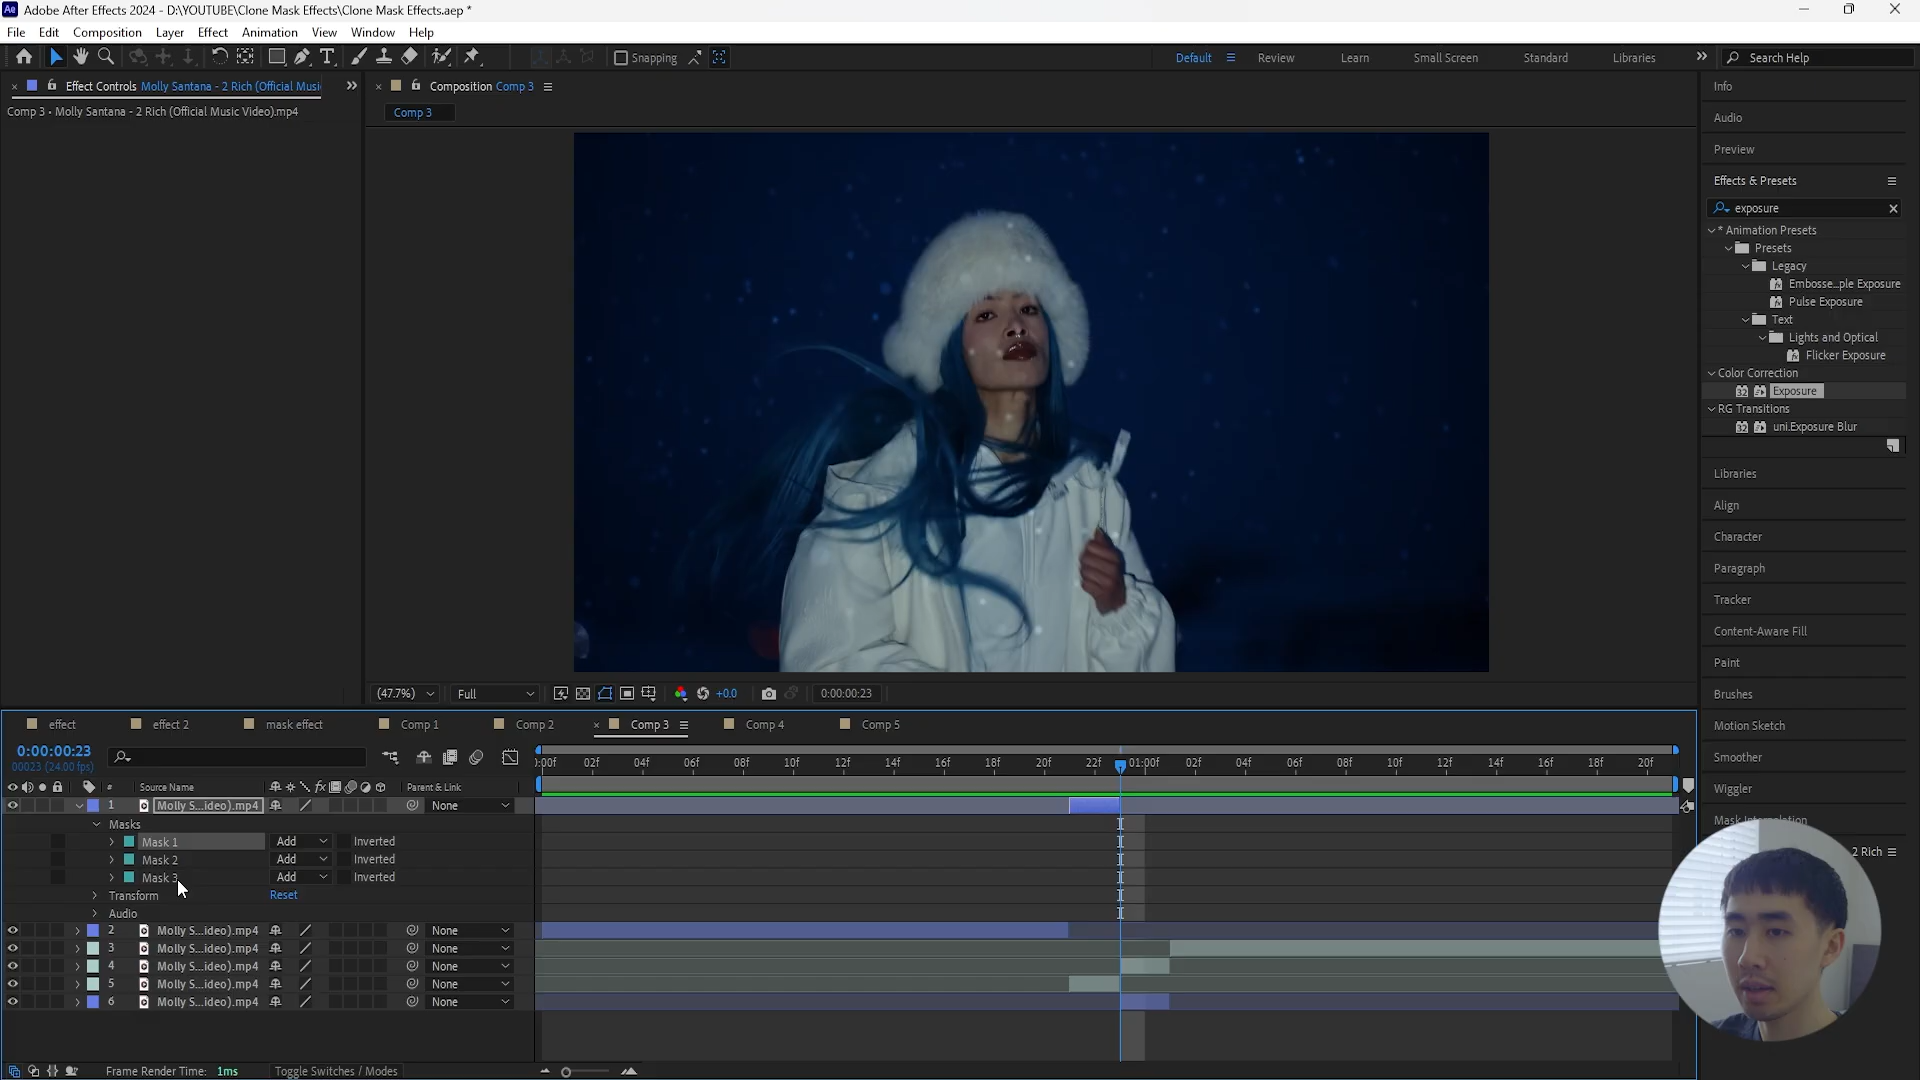 Adobe After Effects 2024 - D:\YOUTUBE\Clone Mask Effects\Clone Mask Effects.aep *
File Edit Composition Layer Effect Animation View Window Help
Snapping
Default Review Learn Small Screen Standard Libraries
Search Help
Effect Controls Molly Santana - 2 Rich (Official Musi
Comp 3 • Molly Santana - 2 Rich (Official Music Video).mp4
Composition Comp 3
Comp 3
Info
Audio
Preview
Effects & Presets
exposure
* Animation Presets
Presets
Legacy
Embosse...ple Exposure
Pulse Exposure
Text
Lights and Optical
Flicker Exposure
Color Correction
Exposure
RG Transitions
uni.Exposure Blur
Libraries
Align
Character
Paragraph
Tracker
Content-Aware Fill
Paint
Brushes
Motion Sketch
Smoother
Wiggler
Mask Interpolation
2 Rich
(47.7%) Full +0.0 0:00:00:23
effect effect 2 mask effect Comp 1 Comp 2 Comp 3 Comp 4 Comp 5
0:00:00:23
00023 (24.00 fps)
):00f 02f 04f 06f 08f 10f 12f 14f 16f 18f 20f 22f 01:00f 02f 04f 06f 08f 10f 12f 14f 16f 18f 20f
# Source Name Parent & Link
1 Molly S...ideo).mp4 None
Masks
Mask 1 Add Inverted
Mask 2 Add Inverted
Mask 3 Add Inverted
Transform Reset
Audio
2 Molly S...ideo).mp4 None
3 Molly S...ideo).mp4 None
4 Molly S...ideo).mp4 None
5 Molly S...ideo).mp4 None
6 Molly S...ideo).mp4 None
Frame Render Time: 1ms Toggle Switches / Modes